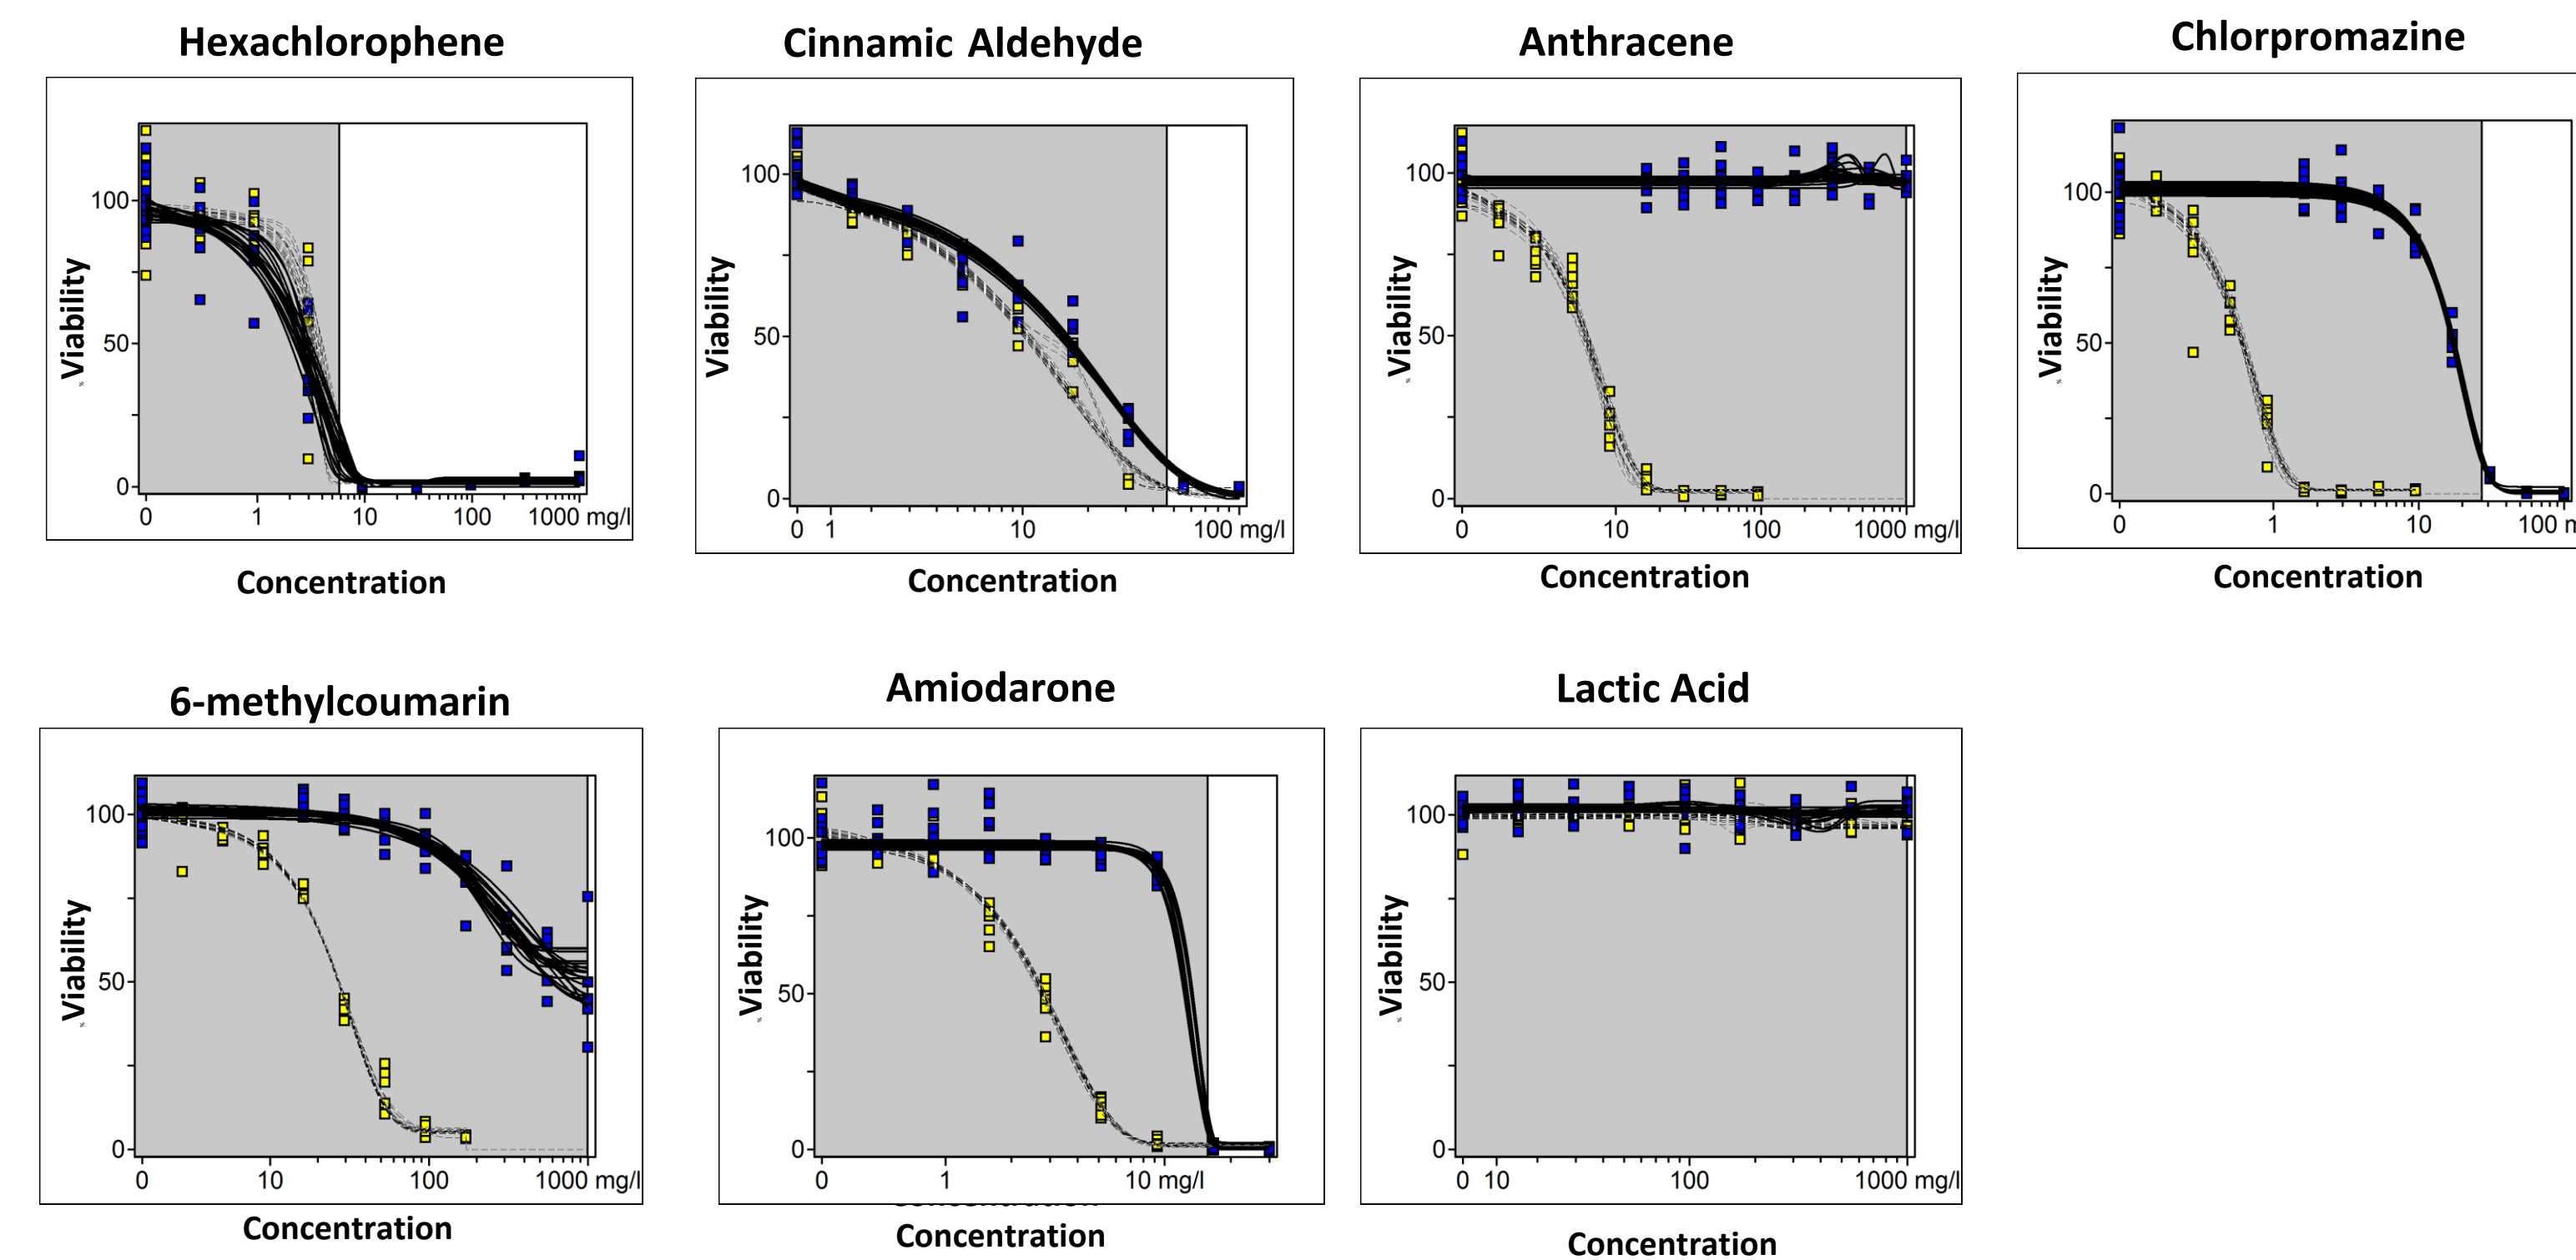 Hexachlorophene
Viability
%
100
50
0
0 1 10 100 1000 mg/l
Concentration
Cinnamic Aldehyde
Viability
100
50
0
0 1 10 100 mg/l
Concentration
Anthracene
Viability
%
100
50
0
0 10 100 1000 mg/l
Concentration
Chlorpromazine
Viability
%
100
50
0
0 1 10 100 m
Concentration
6-methylcoumarin
Viability
%
100
50
0
0 10 100 1000 mg/l
Concentration
Amiodarone
Viability
%
100
50
0
0 1 10 mg/l
Concentration
Lactic Acid
Viability
%
100
50
0
0 10 100 1000 mg/l
Concentration